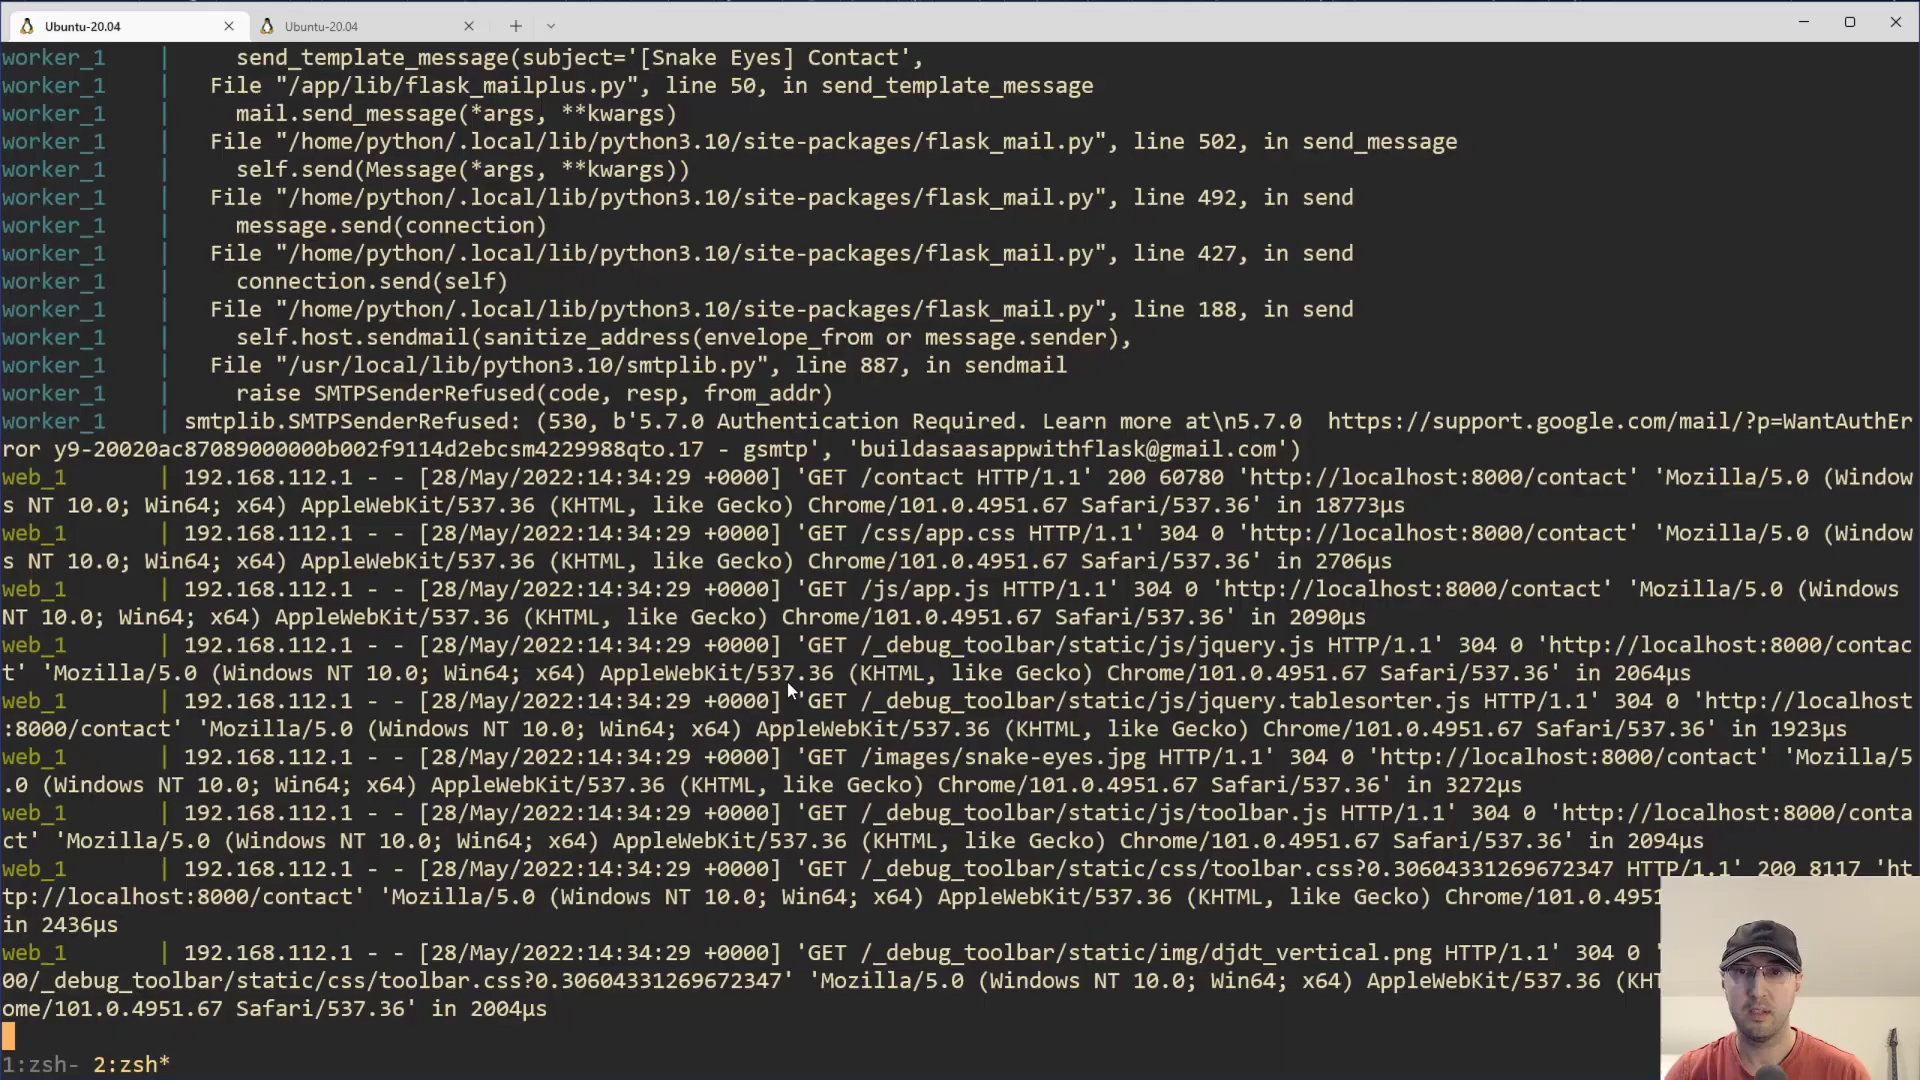 Ubuntu-20.04
Ubuntu-20.04
worker_1 | send_template_message(subject='[Snake Eyes] Contact',
worker_1 | File "/app/lib/flask_mailplus.py", line 50, in send_template_message
worker_1 | mail.send_message(*args, **kwargs)
worker_1 | File "/home/python/.local/lib/python3.10/site-packages/flask_mail.py", line 502, in send_message
worker_1 | self.send(Message(*args, **kwargs))
worker_1 | File "/home/python/.local/lib/python3.10/site-packages/flask_mail.py", line 492, in send
worker_1 | message.send(connection)
worker_1 | File "/home/python/.local/lib/python3.10/site-packages/flask_mail.py", line 427, in send
worker_1 | connection.send(self)
worker_1 | File "/home/python/.local/lib/python3.10/site-packages/flask_mail.py", line 188, in send
worker_1 | self.host.sendmail(sanitize_address(envelope_from or message.sender),
worker_1 | File "/usr/local/lib/python3.10/smtplib.py", line 887, in sendmail
worker_1 | raise SMTPSenderRefused(code, resp, from_addr)
worker_1 | smtplib.SMTPSenderRefused: (530, b'5.7.0 Authentication Required. Learn more at\n5.7.0  https://support.google.com/mail/?p=WantAuthEr
ror y9-20020ac87089000000b002f9114d2ebcsm4229988qto.17 - gsmtp', 'buildasaasappwithflask@gmail.com')
web_1 | 192.168.112.1 - - [28/May/2022:14:34:29 +0000] 'GET /contact HTTP/1.1' 200 60780 'http://localhost:8000/contact' 'Mozilla/5.0 (Window
s NT 10.0; Win64; x64) AppleWebKit/537.36 (KHTML, like Gecko) Chrome/101.0.4951.67 Safari/537.36' in 18773µs
web_1 | 192.168.112.1 - - [28/May/2022:14:34:29 +0000] 'GET /css/app.css HTTP/1.1' 304 0 'http://localhost:8000/contact' 'Mozilla/5.0 (Window
s NT 10.0; Win64; x64) AppleWebKit/537.36 (KHTML, like Gecko) Chrome/101.0.4951.67 Safari/537.36' in 2706µs
web_1 | 192.168.112.1 - - [28/May/2022:14:34:29 +0000] 'GET /js/app.js HTTP/1.1' 304 0 'http://localhost:8000/contact' 'Mozilla/5.0 (Windows
NT 10.0; Win64; x64) AppleWebKit/537.36 (KHTML, like Gecko) Chrome/101.0.4951.67 Safari/537.36' in 2090µs
web_1 | 192.168.112.1 - - [28/May/2022:14:34:29 +0000] 'GET /_debug_toolbar/static/js/jquery.js HTTP/1.1' 304 0 'http://localhost:8000/contac
t' 'Mozilla/5.0 (Windows NT 10.0; Win64; x64) AppleWebKit/537.36 (KHTML, like Gecko) Chrome/101.0.4951.67 Safari/537.36' in 2064µs
web_1 | 192.168.112.1 - - [28/May/2022:14:34:29 +0000] 'GET /_debug_toolbar/static/js/jquery.tablesorter.js HTTP/1.1' 304 0 'http://localhost
:8000/contact' 'Mozilla/5.0 (Windows NT 10.0; Win64; x64) AppleWebKit/537.36 (KHTML, like Gecko) Chrome/101.0.4951.67 Safari/537.36' in 1923µs
web_1 | 192.168.112.1 - - [28/May/2022:14:34:29 +0000] 'GET /images/snake-eyes.jpg HTTP/1.1' 304 0 'http://localhost:8000/contact' 'Mozilla/5
.0 (Windows NT 10.0; Win64; x64) AppleWebKit/537.36 (KHTML, like Gecko) Chrome/101.0.4951.67 Safari/537.36' in 3272µs
web_1 | 192.168.112.1 - - [28/May/2022:14:34:29 +0000] 'GET /_debug_toolbar/static/js/toolbar.js HTTP/1.1' 304 0 'http://localhost:8000/conta
ct' 'Mozilla/5.0 (Windows NT 10.0; Win64; x64) AppleWebKit/537.36 (KHTML, like Gecko) Chrome/101.0.4951.67 Safari/537.36' in 2094µs
web_1 | 192.168.112.1 - - [28/May/2022:14:34:29 +0000] 'GET /_debug_toolbar/static/css/toolbar.css?0.30604331269672347 HTTP/1.1' 200 8117 'ht
tp://localhost:8000/contact' 'Mozilla/5.0 (Windows NT 10.0; Win64; x64) AppleWebKit/537.36 (KHTML, like Gecko) Chrome/101.0.495
in 2436µs
web_1 | 192.168.112.1 - - [28/May/2022:14:34:29 +0000] 'GET /_debug_toolbar/static/img/djdt_vertical.png HTTP/1.1' 304 0 '
00/_debug_toolbar/static/css/toolbar.css?0.306043312696​72347' 'Mozilla/5.0 (Windows NT 10.0; Win64; x64) AppleWebKit/537.36 (KH
ome/101.0.4951.67 Safari/537.36' in 2004µs
1:zsh- 2:zsh*